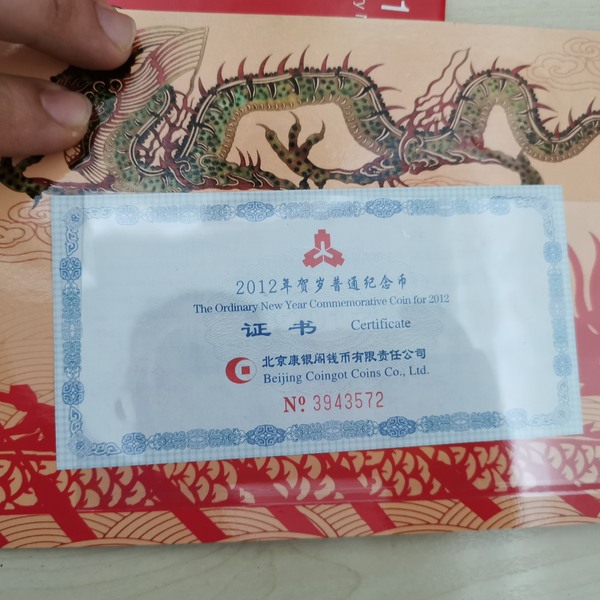 2012年贺岁普通纪念币
The Ordinary New Year Commemorative Coin for 2012
证书 Certificate
北京康银阁钱币有限责任公司
Beijing Coingot Coins Co., Ltd.
Nº 3943572